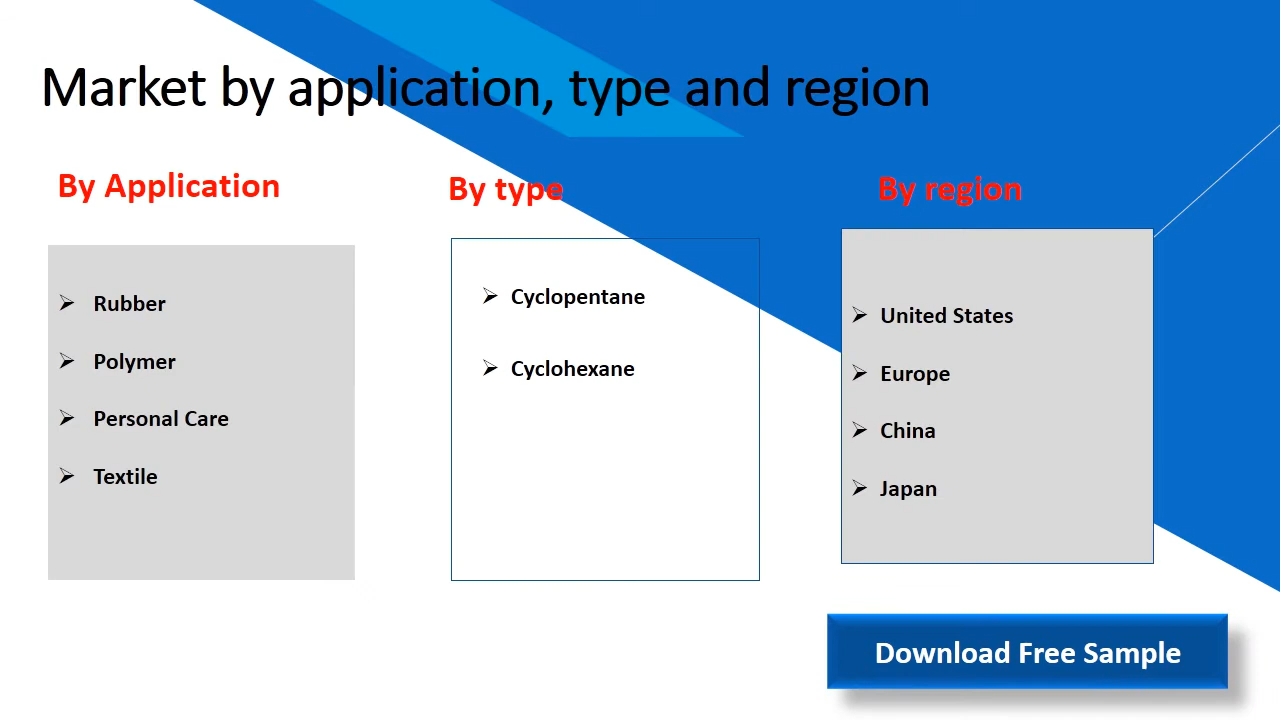 Market by application, type and region
By Application
Rubber
Polymer
Personal Care
Textile
By type
Cyclopentane
Cyclohexane
By region
United States
Europe
China
Japan
Download Free Sample